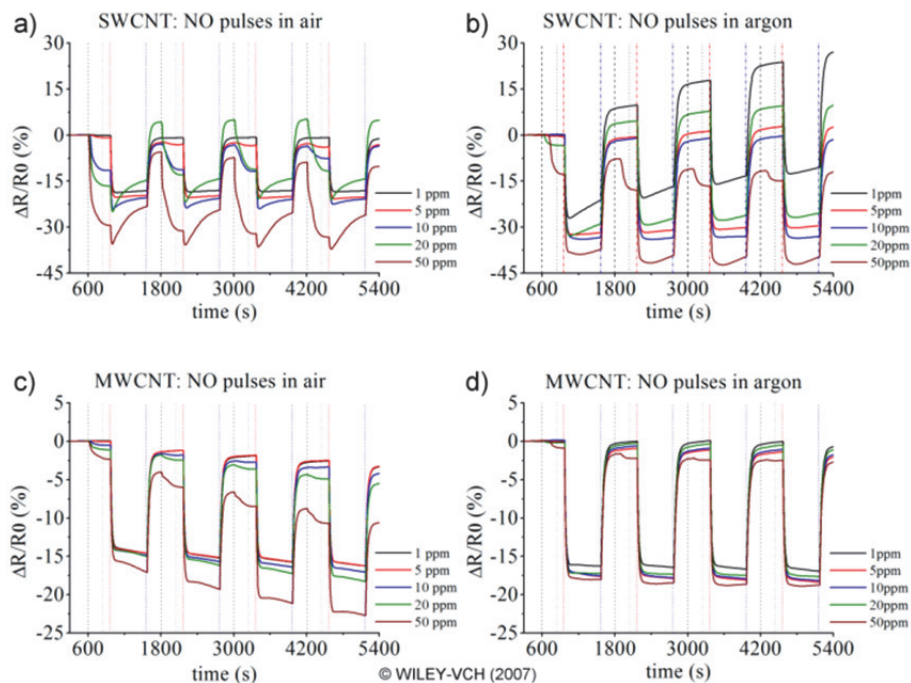 a) SWCNT: NO pulses in air
30
15
0
-15
-30
-45
ΔR/R0 (%)
1 ppm
5 ppm
10 ppm
20 ppm
50 ppm
600 1800 3000 4200 5400
time (s)
b) SWCNT: NO pulses in argon
30
15
0
-15
-30
-45
ΔR/R0 (%)
1ppm
5ppm
10ppm
20ppm
50ppm
600 1800 3000 4200 5400
time (s)
c) MWCNT: NO pulses in air
5
0
-5
-10
-15
-20
-25
ΔR/R0 (%)
1 ppm
5 ppm
10 ppm
20 ppm
50 ppm
600 1800 3000 4200 5400
time (s)
d) MWCNT: NO pulses in argon
5
0
-5
-10
-15
-20
-25
ΔR/R0 (%)
1ppm
5ppm
10ppm
20ppm
50ppm
600 1800 3000 4200 5400
time (s)
© WILEY-VCH (2007)